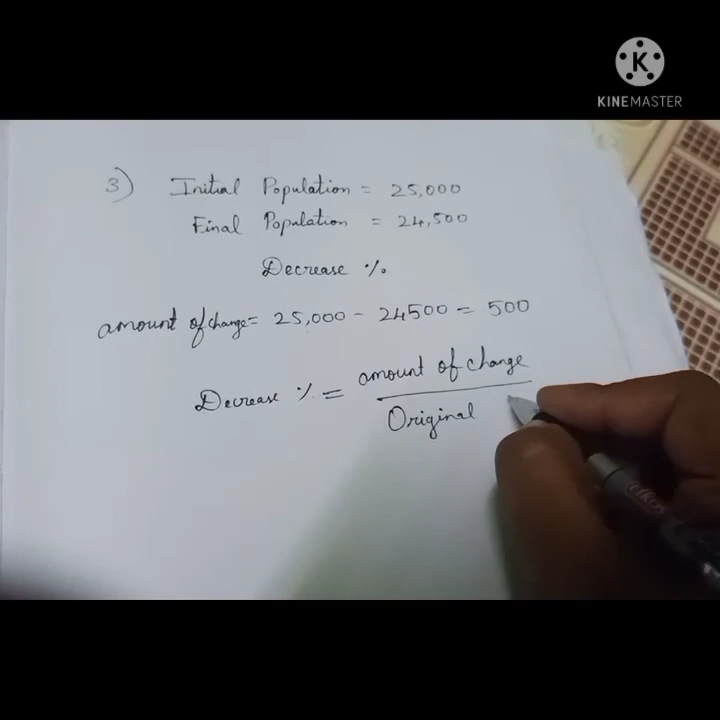 K
KINEMASTER
3) Initial Population = 25,000
Final Population = 24,500
Decrease %
amount of change = 25,000 - 24500 = 500
Decrease % = amount of change
Original